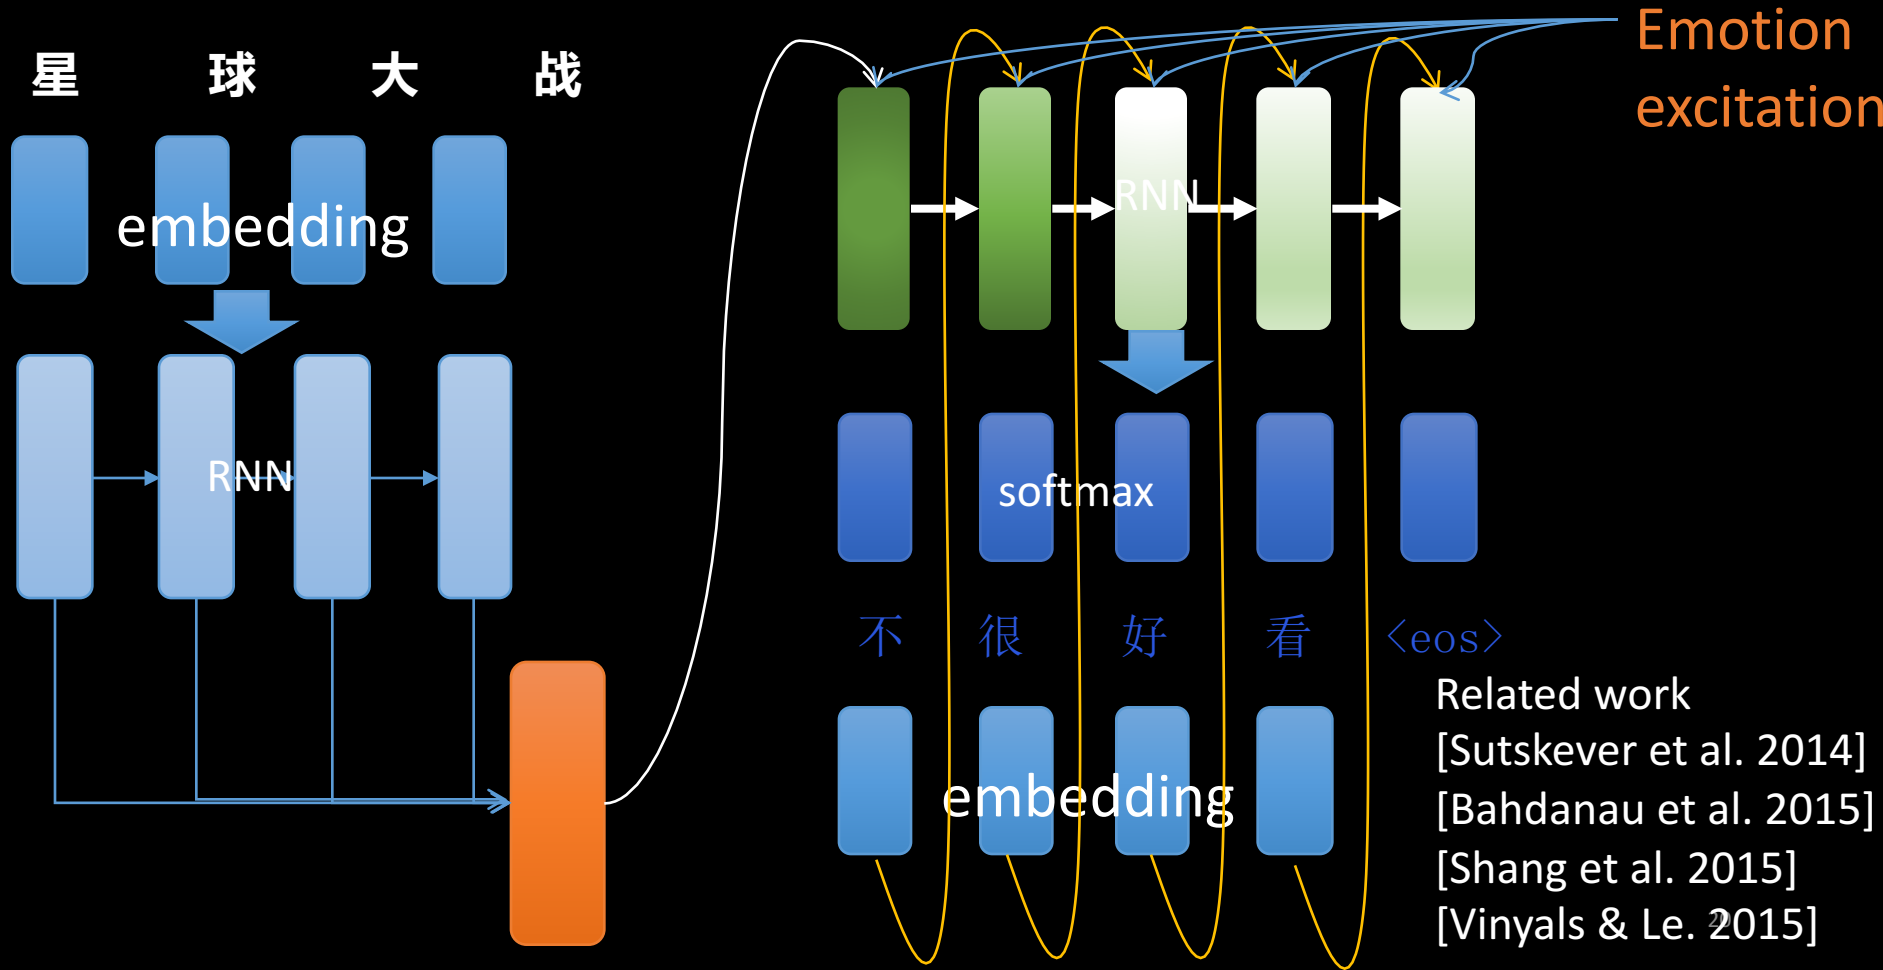 星 球 大 战
embedding
RNN
Emotion
excitation
RNN
softmax
不 很 好 看 <eos>
embedding
Related work
[Sutskever et al. 2014]
[Bahdanau et al. 2015]
[Shang et al. 2015]
[Vinyals & Le. 2015]
20